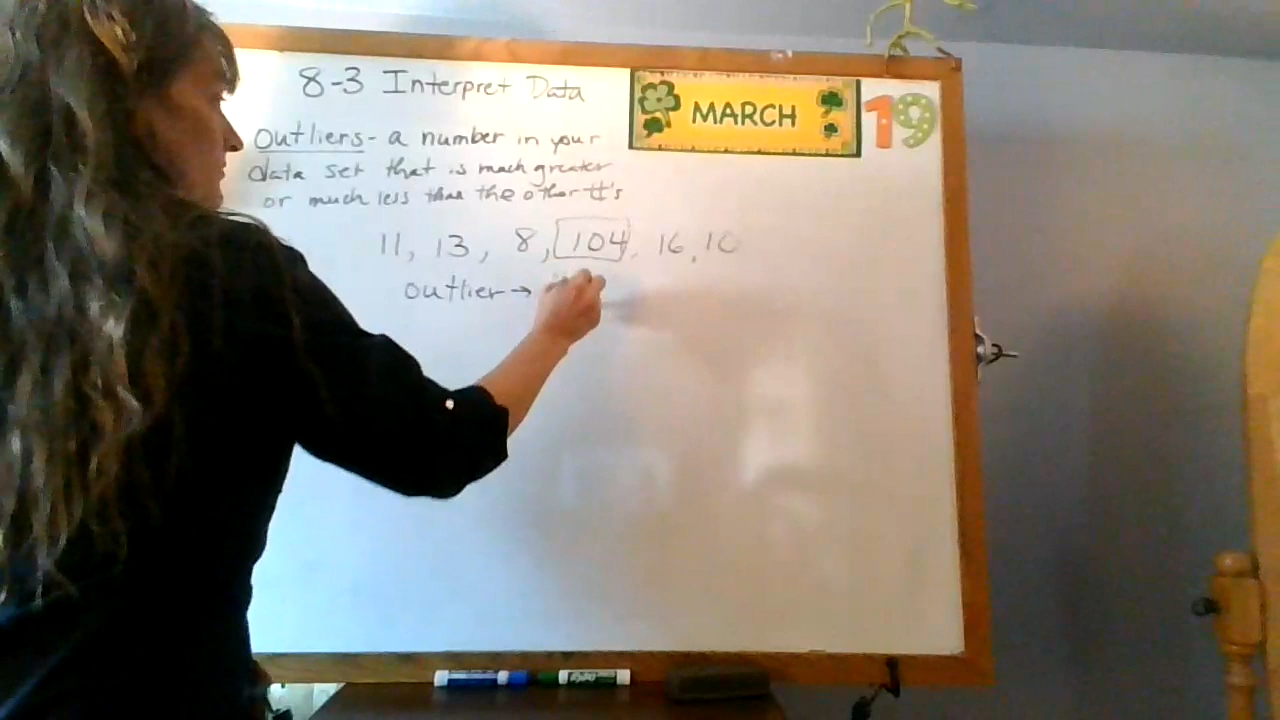 8-3 Interpret Data
MARCH
19
Outliers - a number in your
data set that is much greater
or much less than the other #'s
11, 13, 8, 104, 16, 10
outlier →